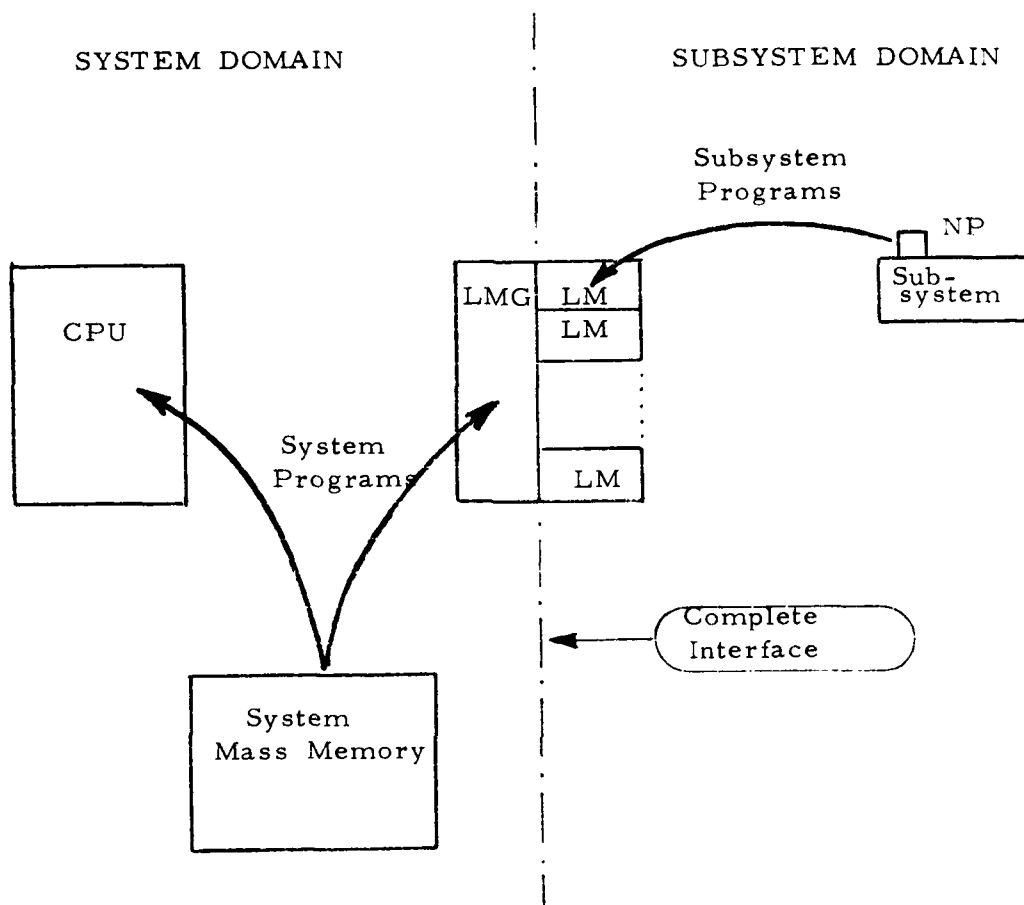 SYSTEM DOMAIN
SUBSYSTEM DOMAIN
Subsystem
Programs
NP
Sub-
system
CPU
LMG
LM
LM
System
Programs
LM
Complete
Interface
System
Mass Memory